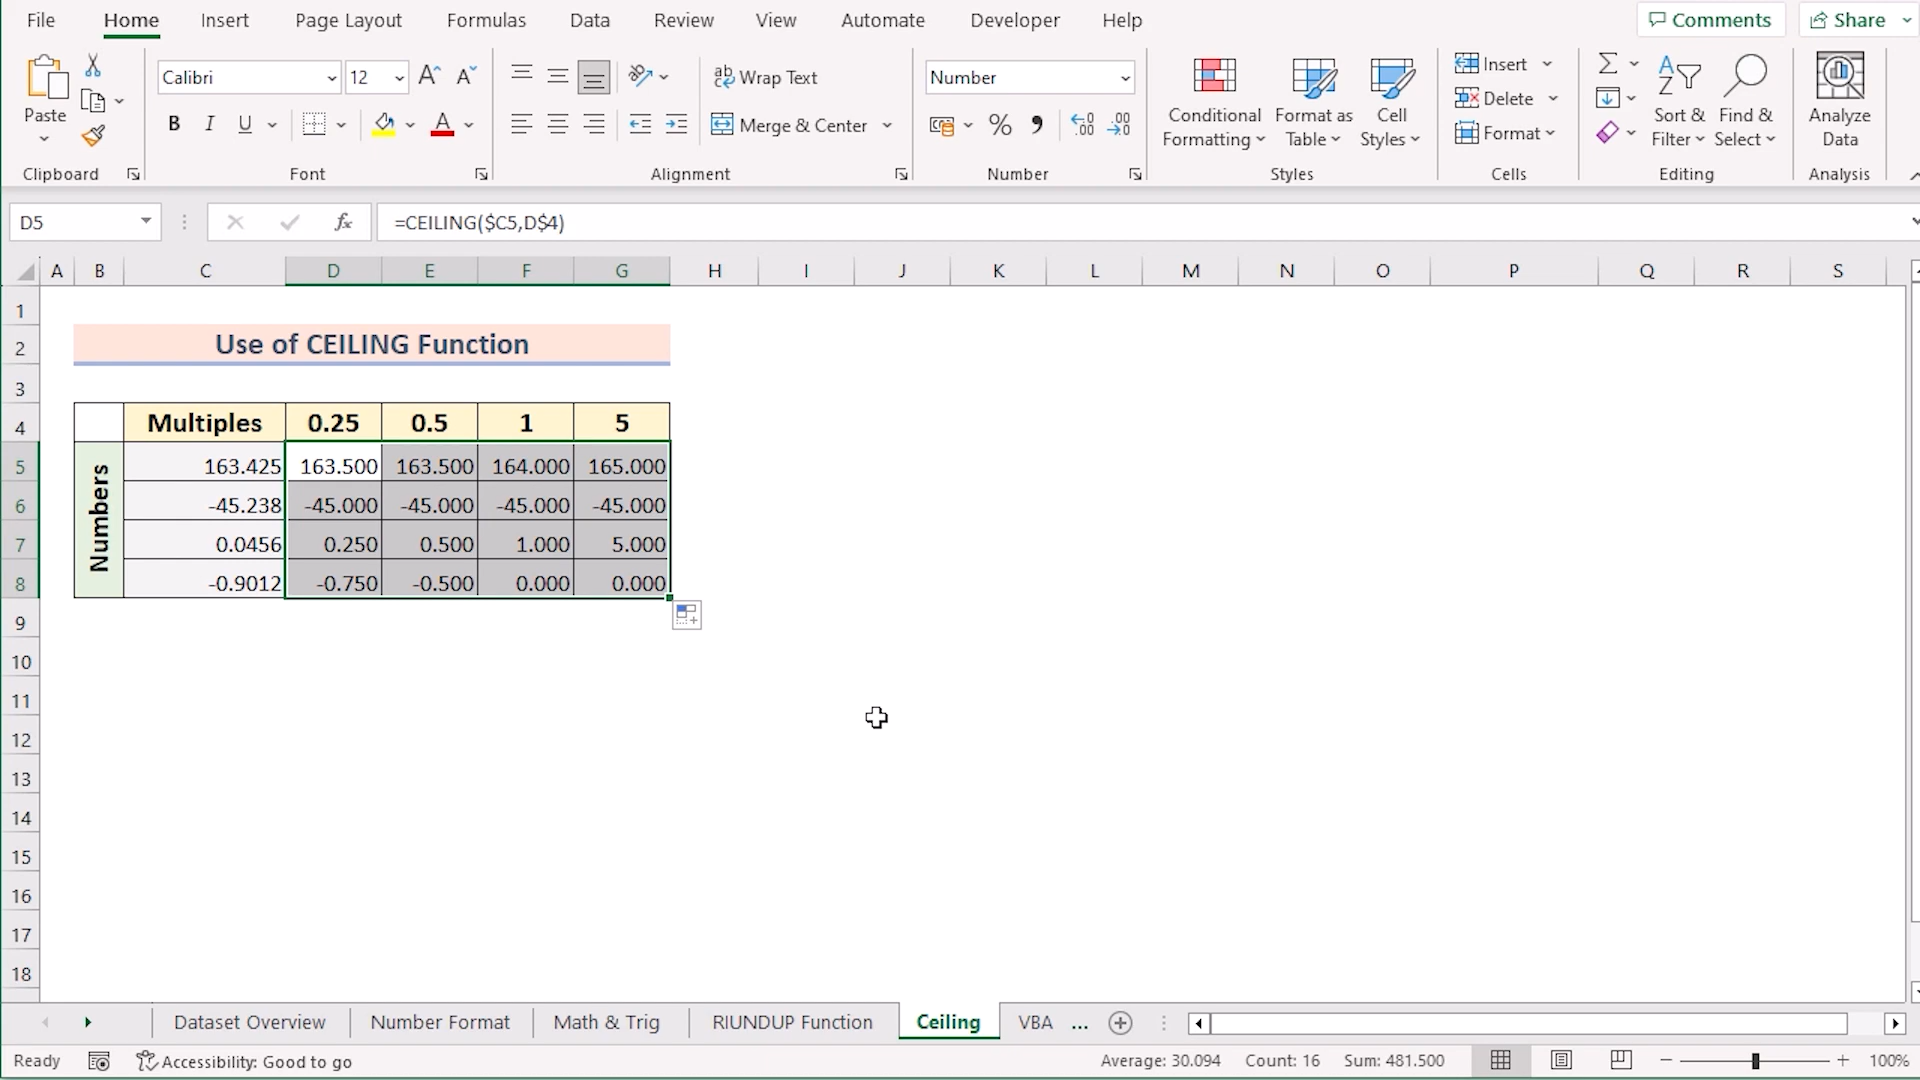 File Home Insert Page Layout Formulas Data Review View Automate Developer Help Comments Share
Calibri 12 ab Wrap Text Number Insert
Paste Conditional Format as Cell Delete Sort & Find & Analyze
B I U A Merge & Center % Formatting Table Styles Format Filter Select Data
Clipboard Font Alignment Number Styles Cells Editing Analysis
D5 fx =CEILING($C5,D$4)
A B C D E F G H I J K L M N O P Q R S
1
2 Use of CEILING Function
3
4 Multiples 0.25 0.5 1 5
Numbers
5 163.425 163.500 163.500 164.000 165.000
6 -45.238 -45.000 -45.000 -45.000 -45.000
7 0.0456 0.250 0.500 1.000 5.000
8 -0.9012 -0.750 -0.500 0.000 0.000
9
10
11
12
13
14
15
16
17
18
Dataset Overview Number Format Math & Trig RIUNDUP Function Ceiling VBA ...
Ready Accessibility: Good to go Average: 30.094 Count: 16 Sum: 481.500 100%